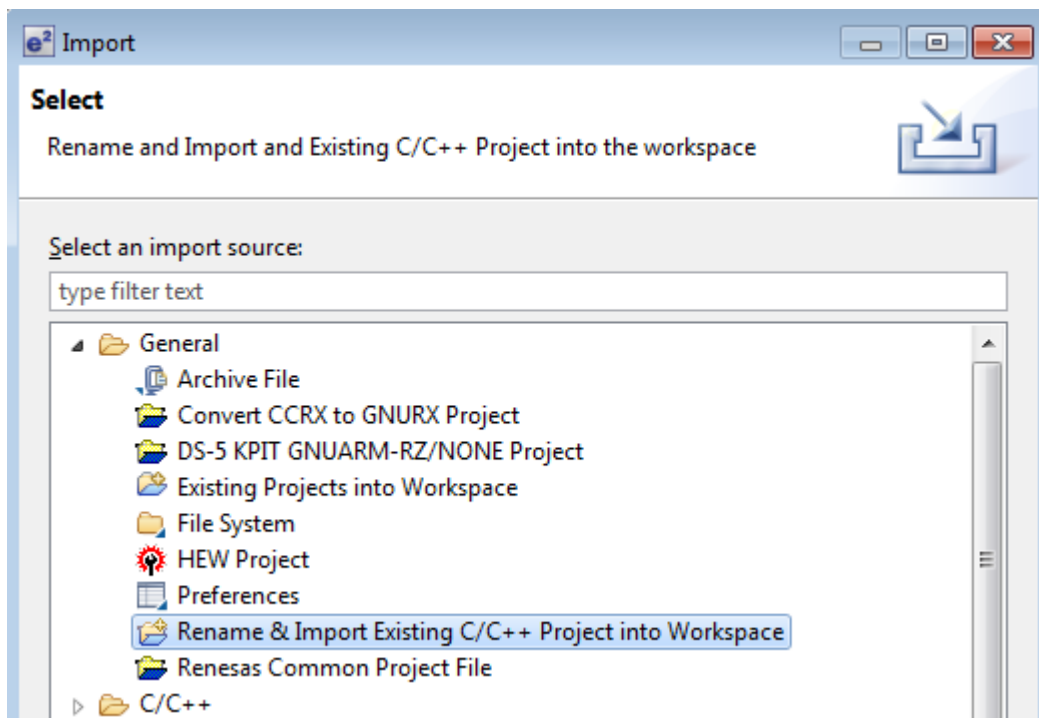 e² Import
Select
Rename and Import and Existing C/C++ Project into the workspace
Select an import source:
type filter text
General
Archive File
Convert CCRX to GNURX Project
DS-5 KPIT GNUARM-RZ/NONE Project
Existing Projects into Workspace
File System
HEW Project
Preferences
Rename & Import Existing C/C++ Project into Workspace
Renesas Common Project File
C/C++